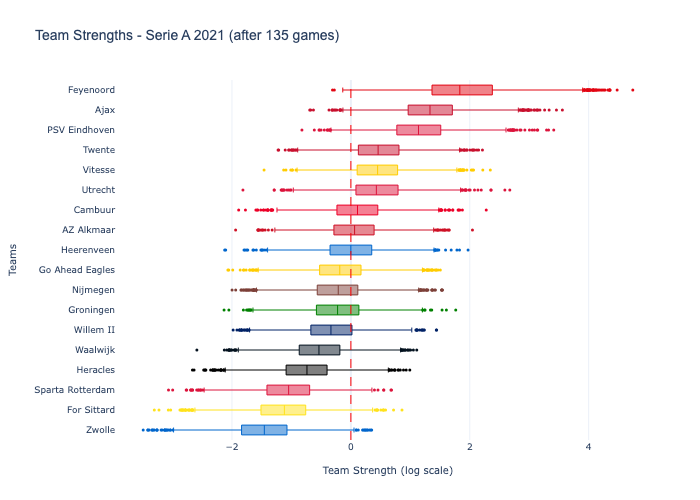 Team Strengths - Serie A 2021 (after 135 games)
Feyenoord
Ajax
PSV Eindhoven
Twente
Vitesse
Utrecht
Cambuur
AZ Alkmaar
Heerenveen
Go Ahead Eagles
Nijmegen
Groningen
Willem II
Waalwijk
Heracles
Sparta Rotterdam
For Sittard
Zwolle
Teams
−2 0 2 4
Team Strength (log scale)